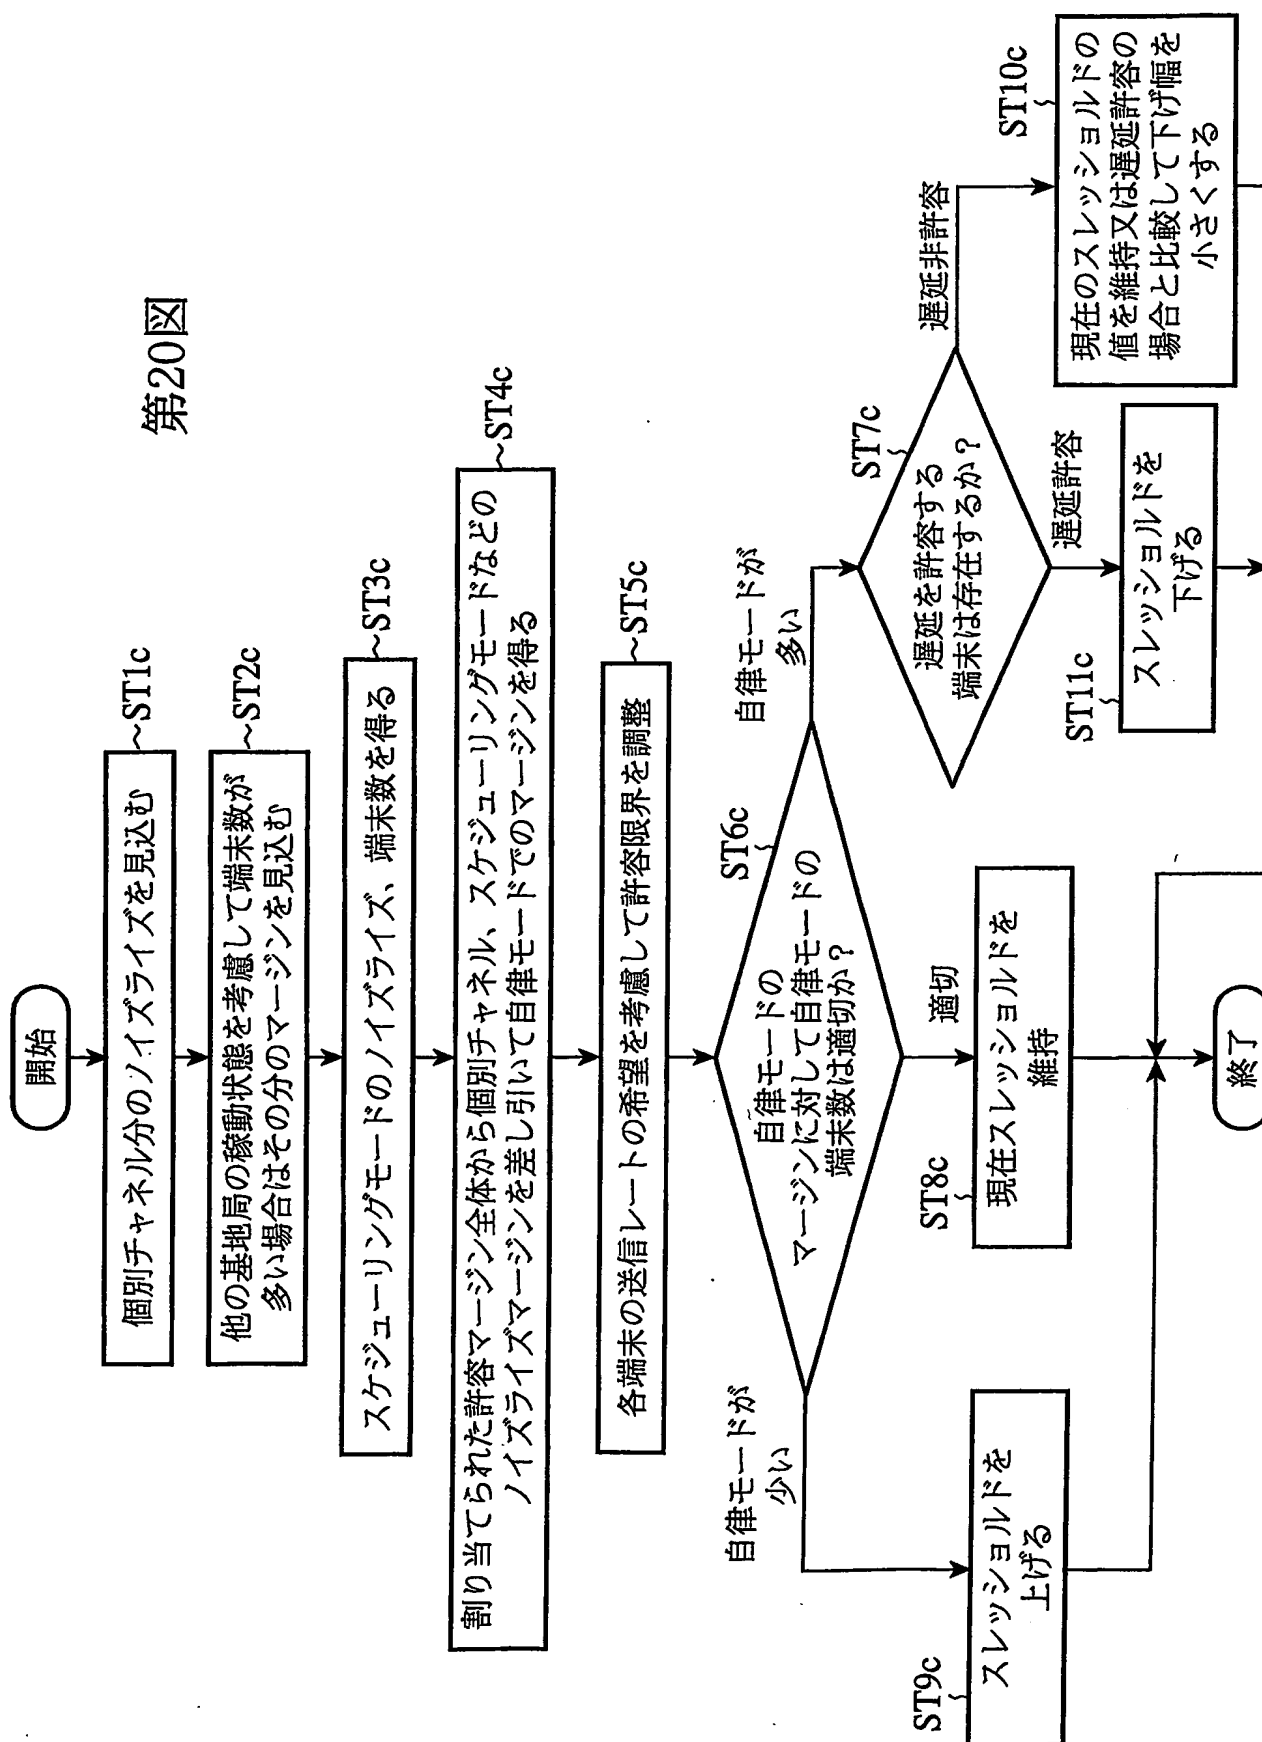 第20図
開始
個別チャネル分のノイズライズを見込む
~ST1c
他の基地局の稼動状態を考慮して端末数が
多い場合はその分のマージンを見込む
~ST2c
スケジューリングモードのノイズライズ、端末数を得る
~ST3c
割り当てられた許容マージン全体から個別チャネル、スケジューリングモードなどの
ノイズライズマージンを差し引いて自律モードでのマージンを得る
~ST4c
各端末の送信レートの希望を考慮して許容限界を調整
~ST5c
ST6c
自律モードの
マージンに対して自律モードの
端末数は適切か?
自律モードが
少い
適切
自律モードが
多い
ST7c
遅延を許容する
端末は存在するか?
遅延非許容
遅延許容
ST9c
スレッショルドを
上げる
ST8c
現在スレッショルドを
維持
ST11c
スレッショルドを
下げる
ST10c
現在のスレッショルドの
値を維持又は遅延許容の
場合と比較して下げ幅を
小さくする
終了